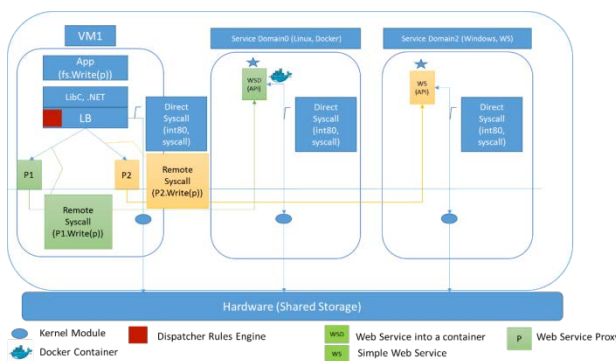 VM1
App
(fs.Write(p))
LibC, .NET
LB
Direct
Syscall
(int80,
syscall)
P1
P2
Remote
Syscall
(P2.Write(p))
Remote
Syscall
(P1.Write(p))
Service Domain0 (Linux, Docker)
WSD
(API)
Direct
Syscall
(int80,
syscall)
Service Domain2 (Windows, WS)
WS
(API)
Direct
Syscall
(int80,
syscall)
Hardware (Shared Storage)
Kernel Module
Docker Container
Dispatcher Rules Engine
WSD
Web Service into a container
WS
Simple Web Service
P
Web Service Proxy